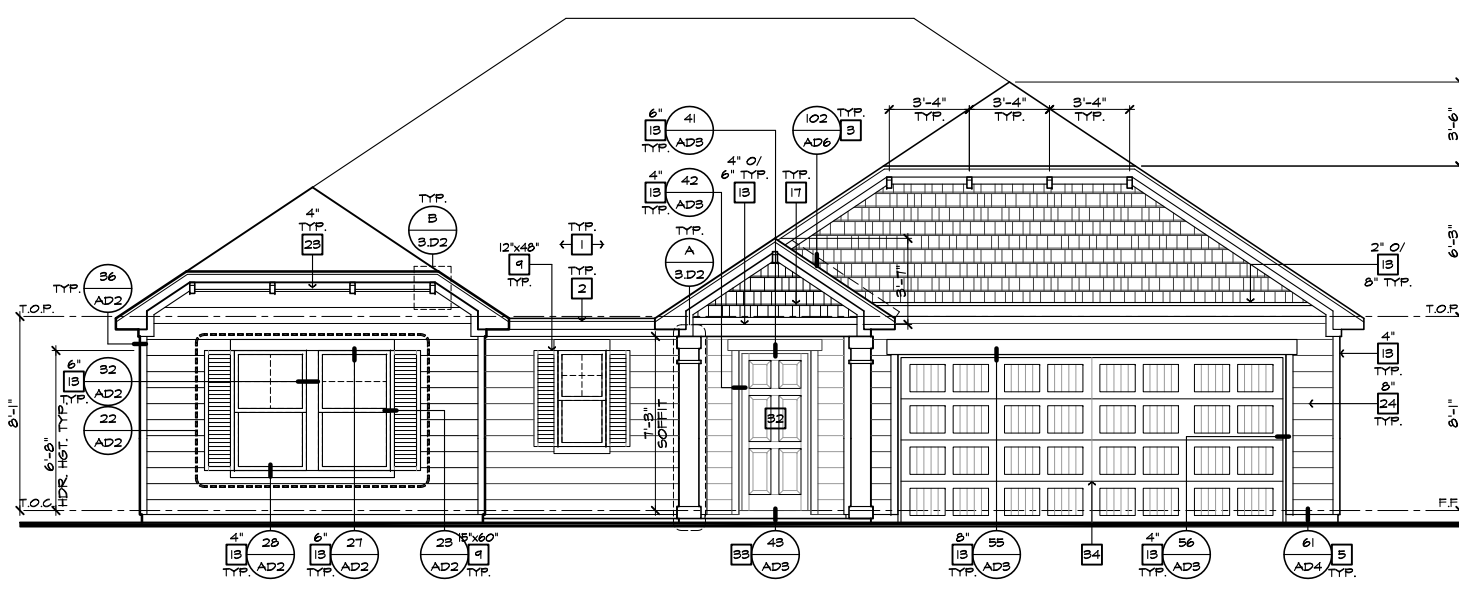 3'-4" 3'-4" 3'-4"
TYP. TYP. TYP.
3'-6"
6" 41
13 AD3
TYP.
102 TYP.
AD6 3
4" O/
6" TYP. TYP.
13 17
4" 42
13 AD3
TYP.
TYP.
B
3.D2
4"
TYP.
23
TYP.
1
TYP.
2
12"x48"
9
TYP.
TYP.
A
3.D2
3'-7"
6'-3"
2" O/
13
8" TYP.
36
TYP. AD2
T.O.P. T.O.P.
6" 32
13 AD2
TYP.
22
AD2
8'-1"
6'-8"
HDR. HGT. TYP.
7'-3"
SOFFIT
32
4"
13
TYP.
8"
24
TYP.
8'-1"
T.O.C. F.F.
4" 28
13 AD2
TYP.
6" 27
13 AD2
TYP.
23 15"x60"
AD2 9
TYP.
33 43
AD3
8" 55
13 AD3
TYP.
34
4" 56
13 AD3
TYP.
61 5
AD4 TYP.